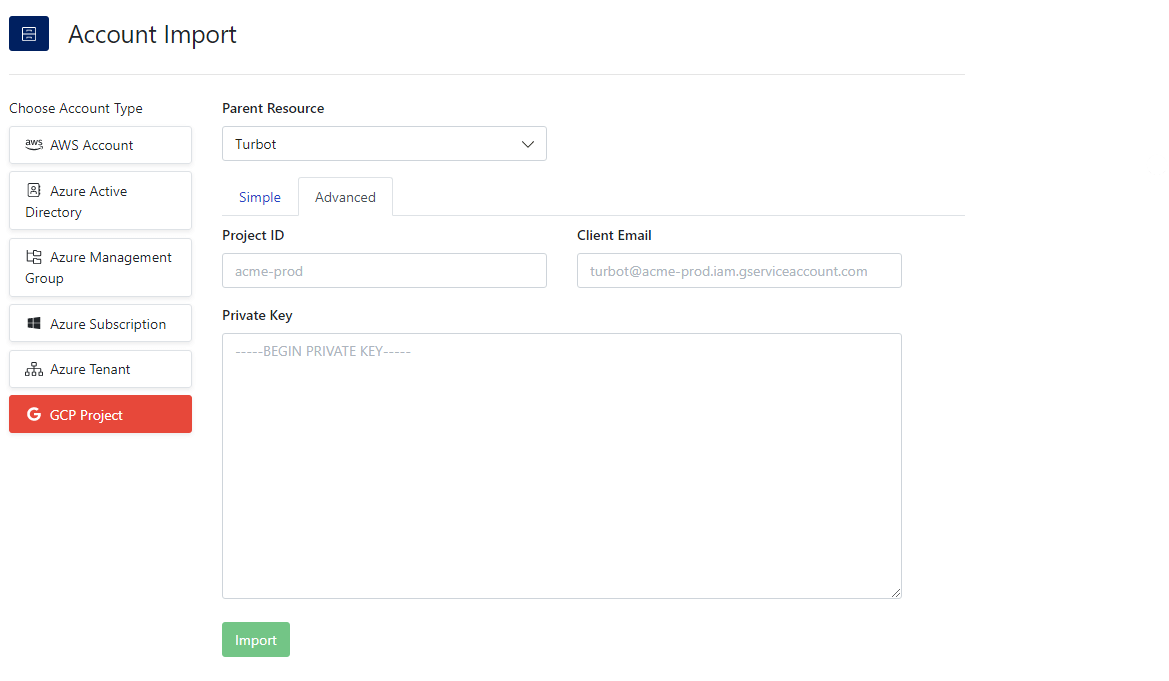 Account Import
Choose Account Type
aws AWS Account
Azure Active
Directory
Azure Management
Group
Azure Subscription
Azure Tenant
GCP Project
Parent Resource
Turbot
Simple
Advanced
Project ID
Client Email
acme-prod
turbot@acme-prod.iam.gserviceaccount.com
Private Key
-----BEGIN PRIVATE KEY-----
Import